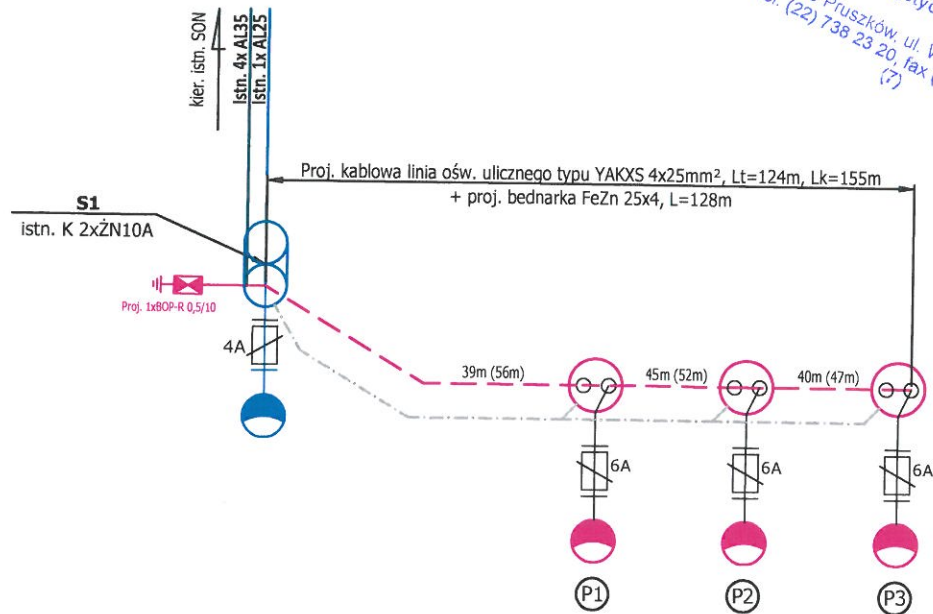 Pruszków, ul. W
(22) 738 23 20, fax
(7)
kier. istn. SON
Istn. 4x AL35
Istn. 1x AL25
Proj. kablowa linia ośw. ulicznego typu YAKXS 4x25mm², Lt=124m, Lk=155m
+ proj. bednarka FeZn 25x4, L=128m
S1
istn. K 2xŻN10A
Proj. 1xBOP-R 0,5/10
4A
39m (56m)
45m (52m)
40m (47m)
6A
6A
6A
P1
P2
P3